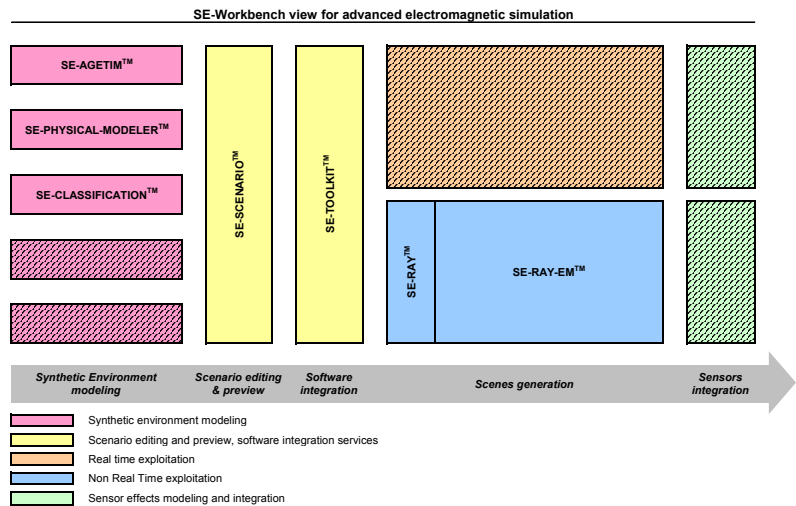 SE-Workbench view for advanced electromagnetic simulation
SE-AGETIM™
SE-PHYSICAL-MODELER™
SE-CLASSIFICATION™
SE-SCENARIO™
SE-TOOLKIT™
SE-RAY™
SE-RAY-EM™
Synthetic Environment
modeling
Scenario editing
& preview
Software
integration
Scenes generation
Sensors
integration
Synthetic environment modeling
Scenario editing and preview, software integration services
Real time exploitation
Non Real Time exploitation
Sensor effects modeling and integration